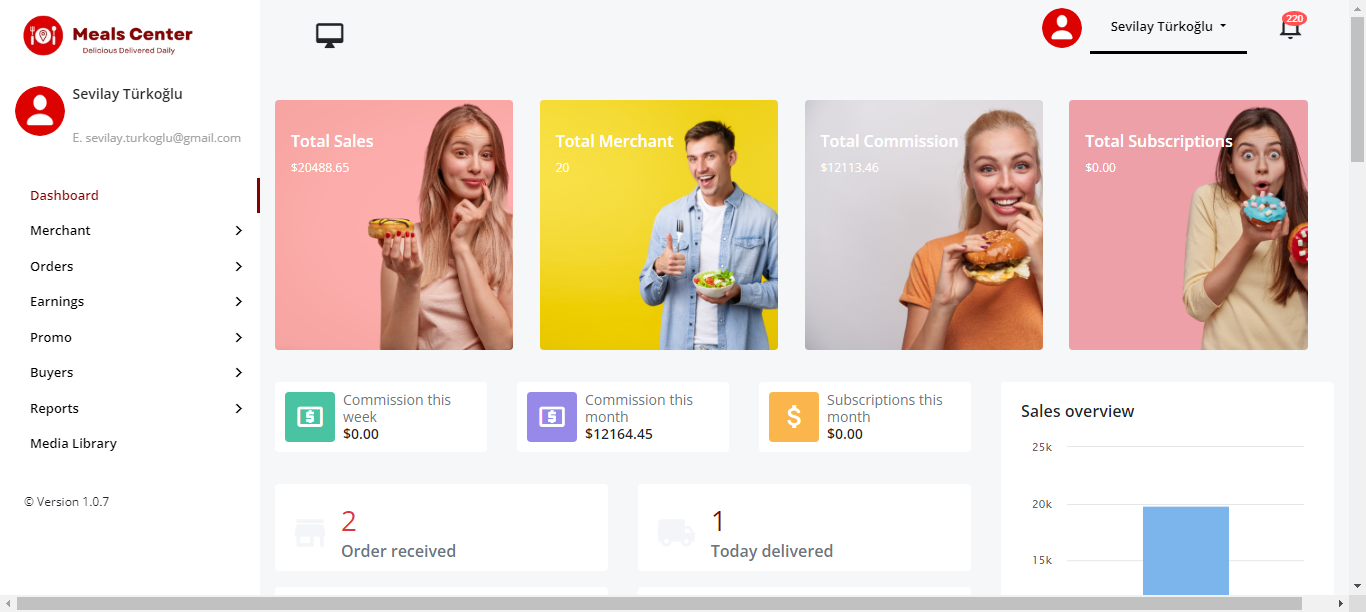 Meals Center
Delicious Delivered Daily
Sevilay Türkoğlu
E. sevilay.turkoglu@gmail.com
Dashboard
Merchant
Orders
Earnings
Promo
Buyers
Reports
Media Library
© Version 1.0.7
Sevilay Türkoğlu
220
Total Sales
$20488.65
Total Merchant
20
Total Commission
$12113.46
Total Subscriptions
$0.00
Commission this
week
$0.00
Commission this
month
$12164.45
Subscriptions this
month
$0.00
2
Order received
1
Today delivered
Sales overview
25k
20k
15k